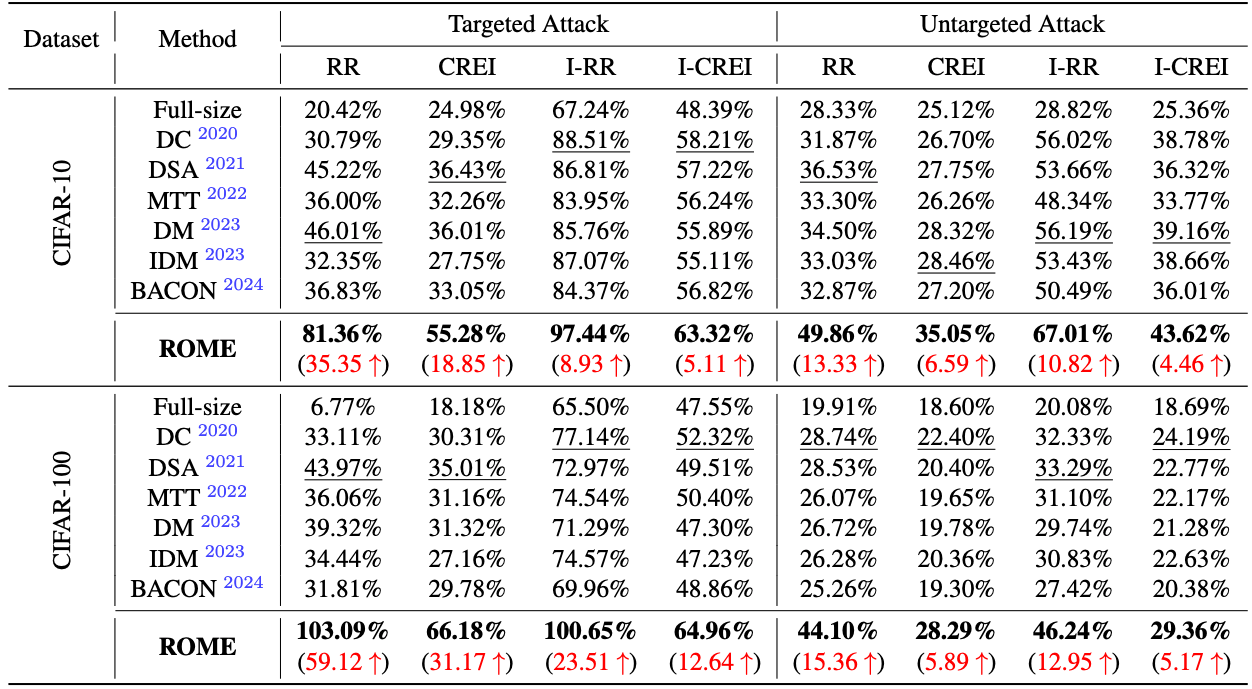 Dataset Method Targeted Attack Untargeted Attack
RR CREI I-RR I-CREI RR CREI I-RR I-CREI
CIFAR-10
Full-size 20.42% 24.98% 67.24% 48.39% 28.33% 25.12% 28.82% 25.36%
DC 2020 30.79% 29.35% 88.51% 58.21% 31.87% 26.70% 56.02% 38.78%
DSA 2021 45.22% 36.43% 86.81% 57.22% 36.53% 27.75% 53.66% 36.32%
MTT 2022 36.00% 32.26% 83.95% 56.24% 33.30% 26.26% 48.34% 33.77%
DM 2023 46.01% 36.01% 85.76% 55.89% 34.50% 28.32% 56.19% 39.16%
IDM 2023 32.35% 27.75% 87.07% 55.11% 33.03% 28.46% 53.43% 38.66%
BACON 2024 36.83% 33.05% 84.37% 56.82% 32.87% 27.20% 50.49% 36.01%
ROME 81.36% 55.28% 97.44% 63.32% 49.86% 35.05% 67.01% 43.62%
(35.35 ↑) (18.85 ↑) (8.93 ↑) (5.11 ↑) (13.33 ↑) (6.59 ↑) (10.82 ↑) (4.46 ↑)
CIFAR-100
Full-size 6.77% 18.18% 65.50% 47.55% 19.91% 18.60% 20.08% 18.69%
DC 2020 33.11% 30.31% 77.14% 52.32% 28.74% 22.40% 32.33% 24.19%
DSA 2021 43.97% 35.01% 72.97% 49.51% 28.53% 20.40% 33.29% 22.77%
MTT 2022 36.06% 31.16% 74.54% 50.40% 26.07% 19.65% 31.10% 22.17%
DM 2023 39.32% 31.32% 71.29% 47.30% 26.72% 19.78% 29.74% 21.28%
IDM 2023 34.44% 27.16% 74.57% 47.23% 26.28% 20.36% 30.83% 22.63%
BACON 2024 31.81% 29.78% 69.96% 48.86% 25.26% 19.30% 27.42% 20.38%
ROME 103.09% 66.18% 100.65% 64.96% 44.10% 28.29% 46.24% 29.36%
(59.12 ↑) (31.17 ↑) (23.51 ↑) (12.64 ↑) (15.36 ↑) (5.89 ↑) (12.95 ↑) (5.17 ↑)